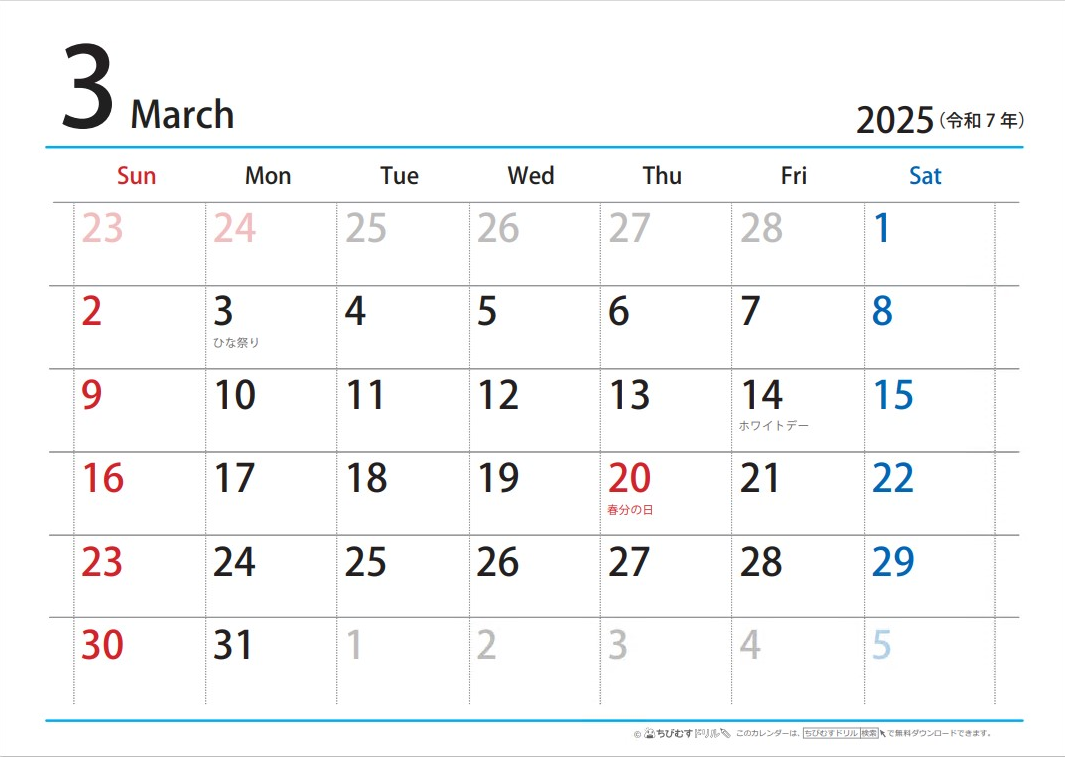 3 March 2025(令和7年)
Sun Mon Tue Wed Thu Fri Sat
23 24 25 26 27 28 1
2 3 4 5 6 7 8
ひな祭り
9 10 11 12 13 14 15
ホワイトデー
16 17 18 19 20 21 22
春分の日
23 24 25 26 27 28 29
30 31 1 2 3 4 5
© ちびむすドリル このカレンダーは、ちびむすドリル 検索 で無料ダウンロードできます。